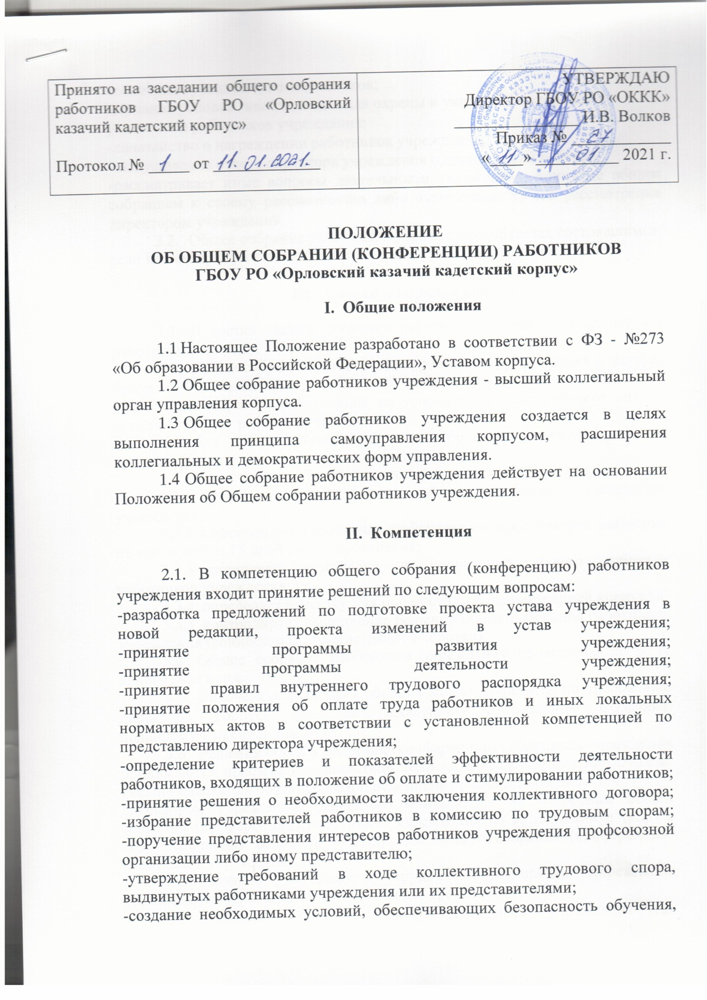 Принято на заседании общего собрания
работников ГБОУ РО «Орловский
казачий кадетский корпус»
Протокол № 1 от 11. 01. 2021.
УТВЕРЖДАЮ
Директор ГБОУ РО «ОККК»
И.В. Волков
Приказ № 27
« 11 » 01 2021 г.
ПОЛОЖЕНИЕ
ОБ ОБЩЕМ СОБРАНИИ (КОНФЕРЕНЦИИ) РАБОТНИКОВ
ГБОУ РО «Орловский казачий кадетский корпус»
I. Общие положения
1.1 Настоящее Положение разработано в соответствии с ФЗ - №273
«Об образовании в Российской Федерации», Уставом корпуса.
1.2 Общее собрание работников учреждения - высший коллегиальный
орган управления корпуса.
1.3 Общее собрание работников учреждения создается в целях
выполнения принципа самоуправления корпусом, расширения
коллегиальных и демократических форм управления.
1.4 Общее собрание работников учреждения действует на основании
Положения об Общем собрании работников учреждения.
II. Компетенция
2.1. В компетенцию общего собрания (конференцию) работников
учреждения входит принятие решений по следующим вопросам:
-разработка предложений по подготовке проекта устава учреждения в
новой редакции, проекта изменений в устав учреждения;
-принятие программы развития учреждения;
-принятие программы деятельности учреждения;
-принятие правил внутреннего трудового распорядка учреждения;
-принятие положения об оплате труда работников и иных локальных
нормативных актов в соответствии с установленной компетенцией по
представлению директора учреждения;
-определение критериев и показателей эффективности деятельности
работников, входящих в положение об оплате и стимулировании работников;
-принятие решения о необходимости заключения коллективного договора;
-избрание представителей работников в комиссию по трудовым спорам;
-поручение представления интересов работников учреждения профсоюзной
организации либо иному представителю;
-утверждение требований в ходе коллективного трудового спора,
выдвинутых работниками учреждения или их представителями;
-создание необходимых условий, обеспечивающих безопасность обучения,